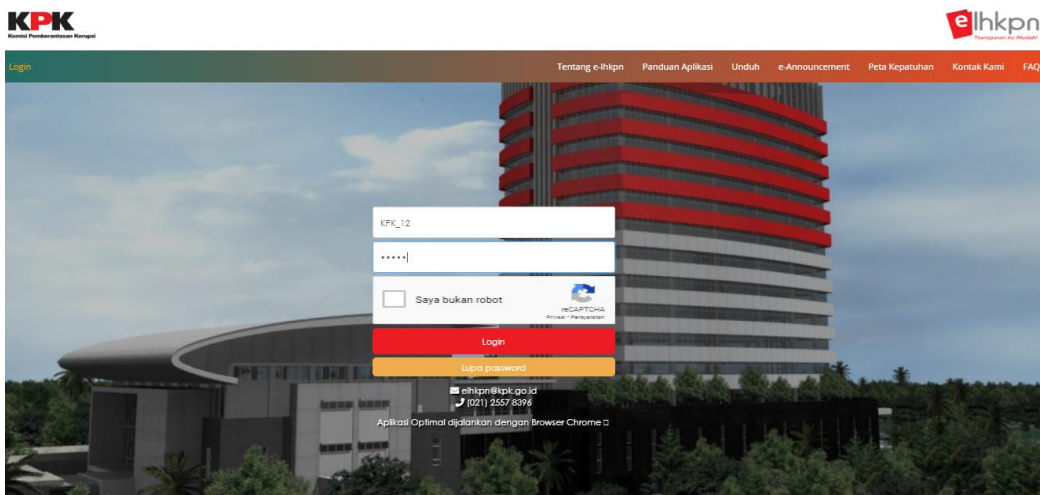 KPK
Komisi Pemberantasan Korupsi
elhkpn
Transparan itu Mudah!
Login
Tentang e-lhkpn Panduan Aplikasi Unduh e-Announcement Peta Kepatuhan Kontak Kami FAQ
KPK_12
•••••
Saya bukan robot
reCAPTCHA
Privasi - Persyaratan
Login
Lupa password
elhkpn@kpk.go.id
(021) 2557 8396
Aplikasi Optimal dijalankan dengan Browser Chrome